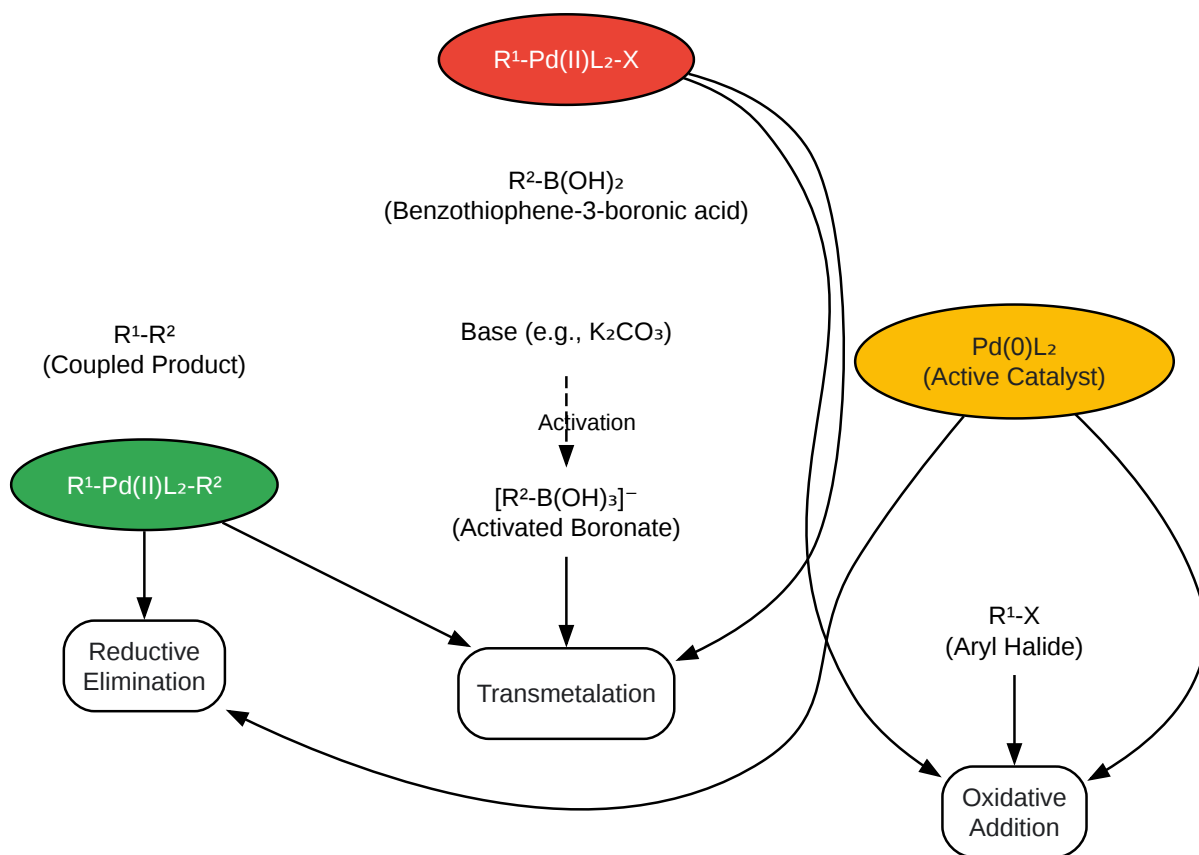 R¹-Pd(II)L₂-X
R²-B(OH)₂
(Benzothiophene-3-boronic acid)
R¹-R²
(Coupled Product)
Base (e.g., K₂CO₃)
Pd(0)L₂
(Active Catalyst)
Activation
R¹-Pd(II)L₂-R²
[R²-B(OH)₃]⁻
(Activated Boronate)
R¹-X
(Aryl Halide)
Reductive
Elimination
Transmetalation
Oxidative
Addition